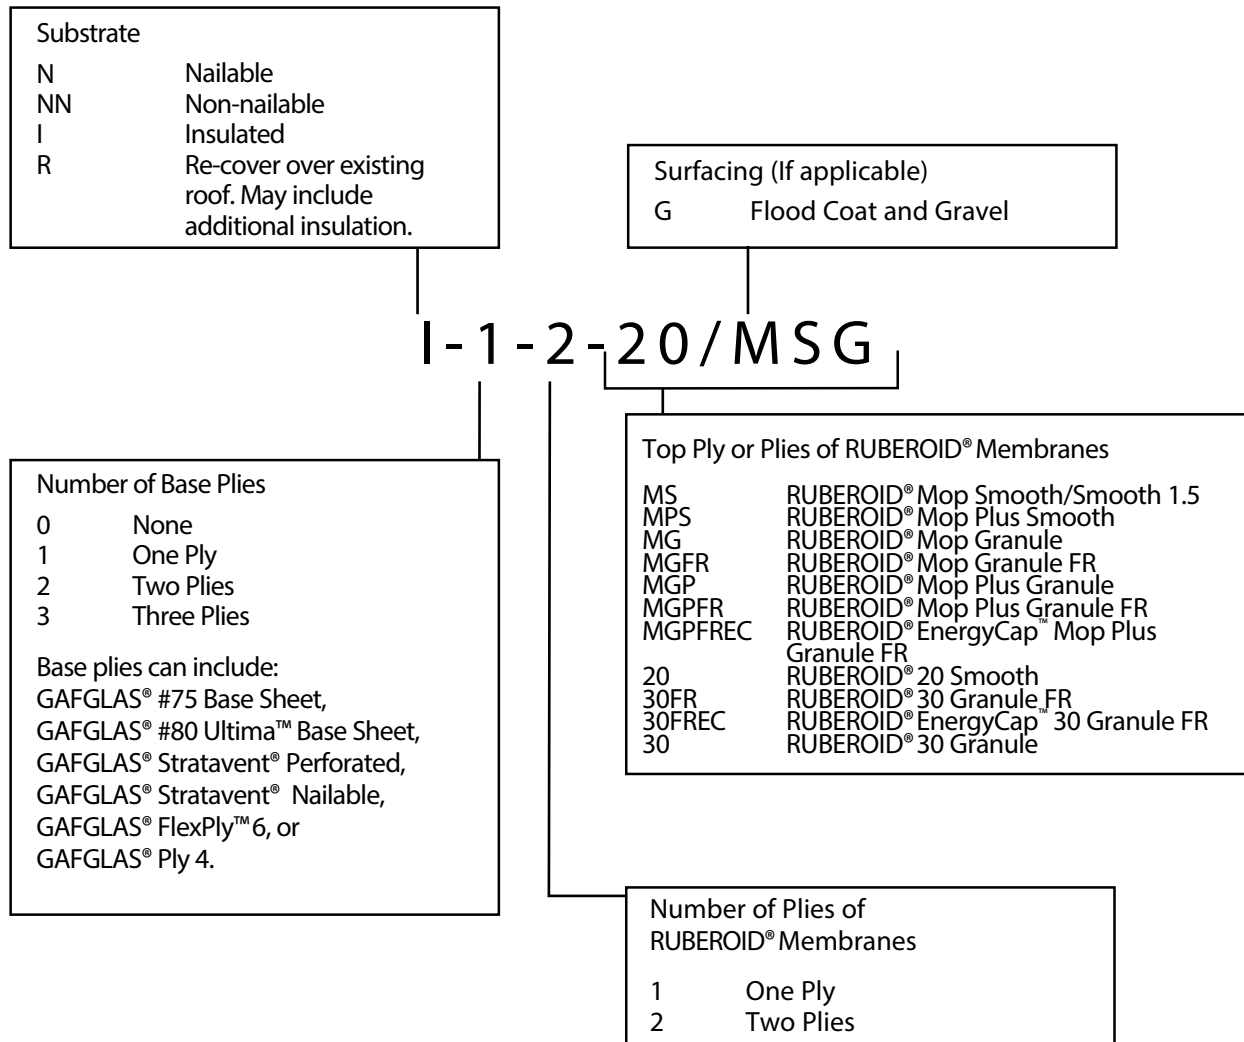 Substrate
N Nailable
NN Non-nailable
I Insulated
R Re-cover over existing
roof. May include
additional insulation.
Surfacing (If applicable)
G Flood Coat and Gravel
I-1-2-20/MSG
Number of Base Plies
0 None
1 One Ply
2 Two Plies
3 Three Plies
Base plies can include:
GAFGLAS® #75 Base Sheet,
GAFGLAS® #80 Ultima™ Base Sheet,
GAFGLAS® Stratavent® Perforated,
GAFGLAS® Stratavent® Nailable,
GAFGLAS® FlexPly™ 6, or
GAFGLAS® Ply 4.
Top Ply or Plies of RUBEROID® Membranes
MS RUBEROID® Mop Smooth/Smooth 1.5
MPS RUBEROID® Mop Plus Smooth
MG RUBEROID® Mop Granule
MGFR RUBEROID® Mop Granule FR
MGP RUBEROID® Mop Plus Granule
MGPFR RUBEROID® Mop Plus Granule FR
MGPFREC RUBEROID® EnergyCap™ Mop Plus
Granule FR
20 RUBEROID® 20 Smooth
30FR RUBEROID® 30 Granule FR
30FREC RUBEROID® EnergyCap™ 30 Granule FR
30 RUBEROID® 30 Granule
Number of Plies of
RUBEROID® Membranes
1 One Ply
2 Two Plies